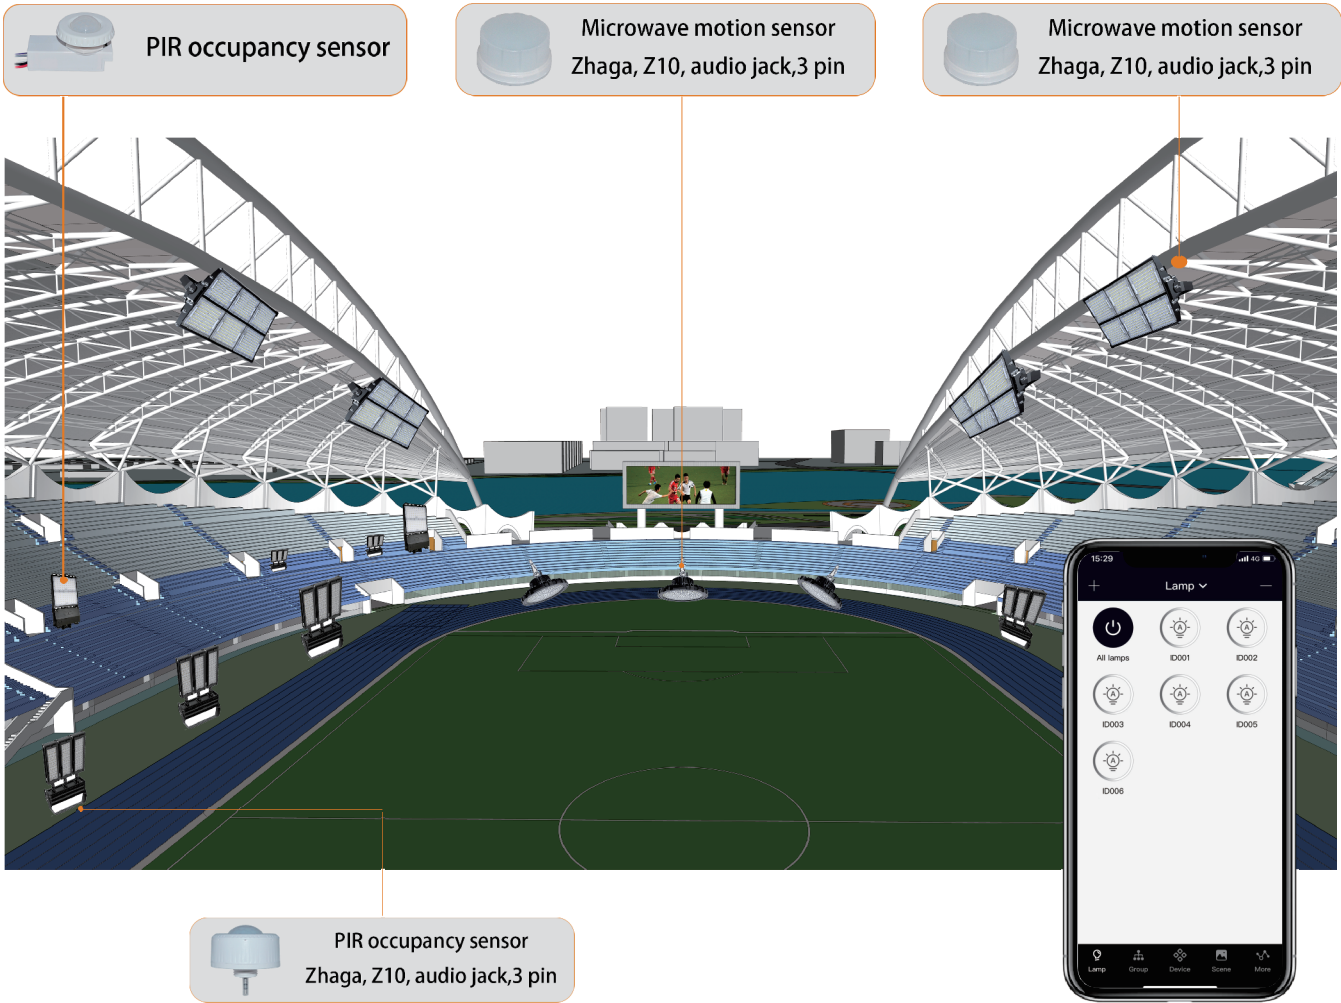 PIR occupancy sensor
Microwave motion sensor
Zhaga, Z10, audio jack,3 pin
Microwave motion sensor
Zhaga, Z10, audio jack,3 pin
15:29
4G
Lamp
All lamps
ID001
ID002
ID003
ID004
ID005
ID006
Lamp
Group
Device
Scene
More
PIR occupancy sensor
Zhaga, Z10, audio jack,3 pin